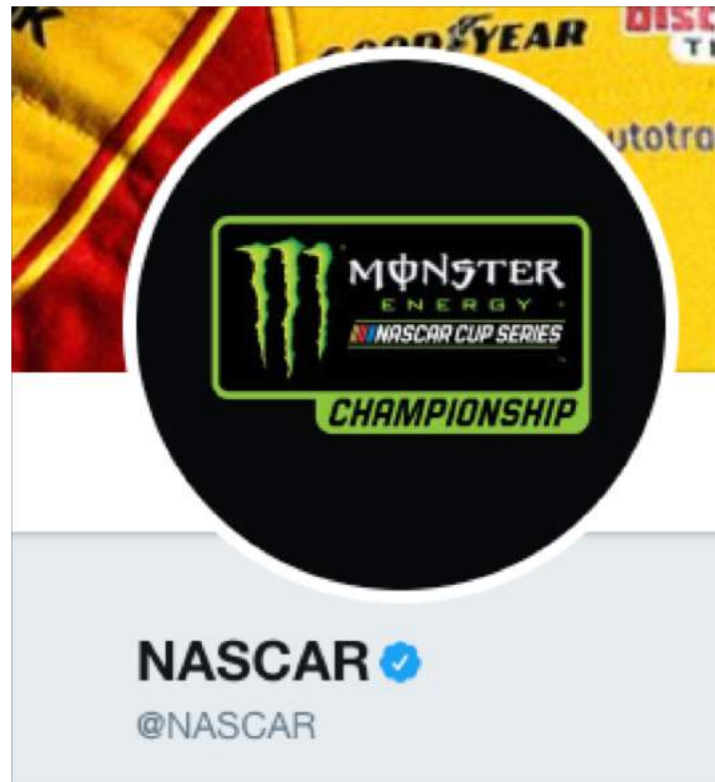 GOODYEAR
MONSTER
ENERGY
NASCAR CUP SERIES
CHAMPIONSHIP
NASCAR
@NASCAR